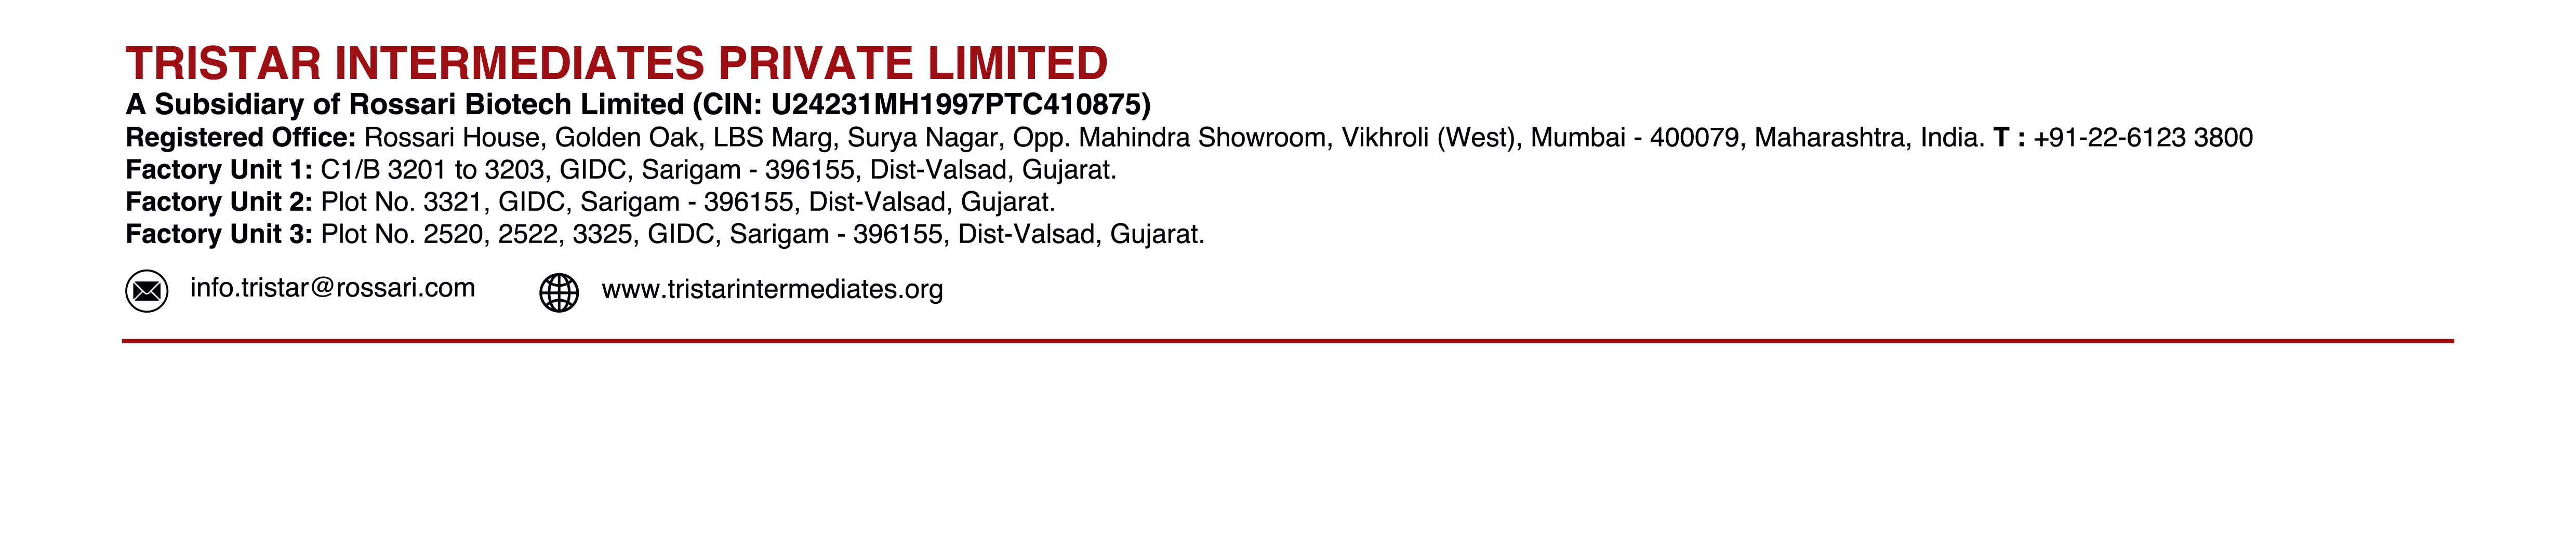 TRISTAR INTERMEDIATES PRIVATE LIMITED
A Subsidiary of Rossari Biotech Limited (CIN: U24231MH1997PTC410875)
Registered Office: Rossari House, Golden Oak, LBS Marg, Surya Nagar, Opp. Mahindra Showroom, Vikhroli (West), Mumbai - 400079, Maharashtra, India. T : +91-22-6123 3800
Factory Unit 1: C1/B 3201 to 3203, GIDC, Sarigam - 396155, Dist-Valsad, Gujarat.
Factory Unit 2: Plot No. 3321, GIDC, Sarigam - 396155, Dist-Valsad, Gujarat.
Factory Unit 3: Plot No. 2520, 2522, 3325, GIDC, Sarigam - 396155, Dist-Valsad, Gujarat.
info.tristar@rossari.com www.tristarintermediates.org